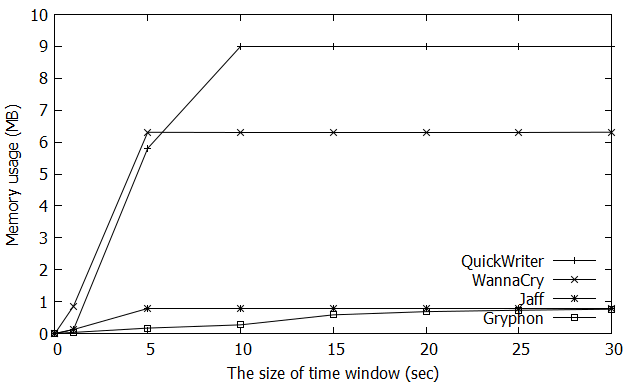 10
9
8
7
6
5
4
3
2
1
0
Memory usage (MB)
QuickWriter
WannaCry
Jaff
Gryphon
0 5 10 15 20 25 30
The size of time window (sec)